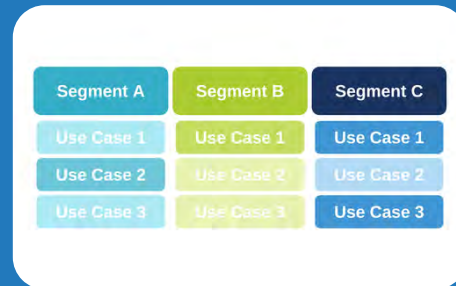 Segment A Segment B Segment C
Use Case 1 Use Case 1 Use Case 1
Use Case 2 Use Case 2 Use Case 2
Use Case 3 Use Case 3 Use Case 3